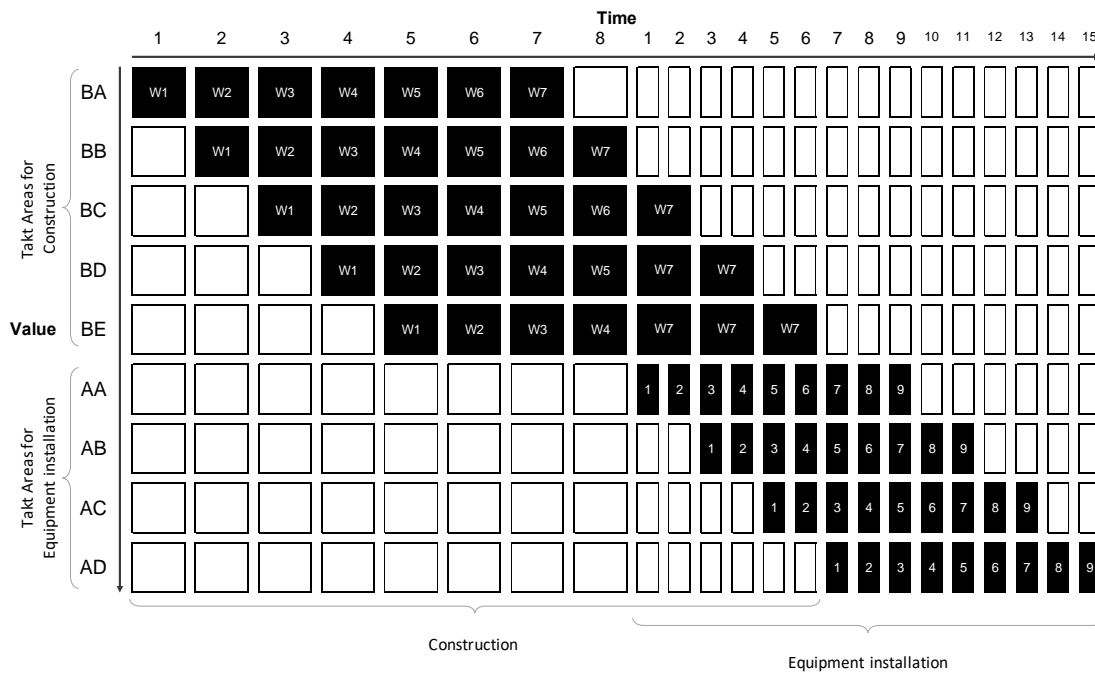 Time
1 2 3 4 5 6 7 8 1 2 3 4 5 6 7 8 9 10 11 12 13 14 15
BA W1 W2 W3 W4 W5 W6 W7
BB W1 W2 W3 W4 W5 W6 W7
BC W1 W2 W3 W4 W5 W6 W7
BD W1 W2 W3 W4 W5 W7 W7
BE W1 W2 W3 W4 W7 W7 W7
AA 1 2 3 4 5 6 7 8 9
AB 1 2 3 4 5 6 7 8 9
AC 1 2 3 4 5 6 7 8 9
AD 1 2 3 4 5 6 7 8 9
Takt Areas for
Construction
Value
Takt Areas for
Equipment installation
Construction
Equipment installation